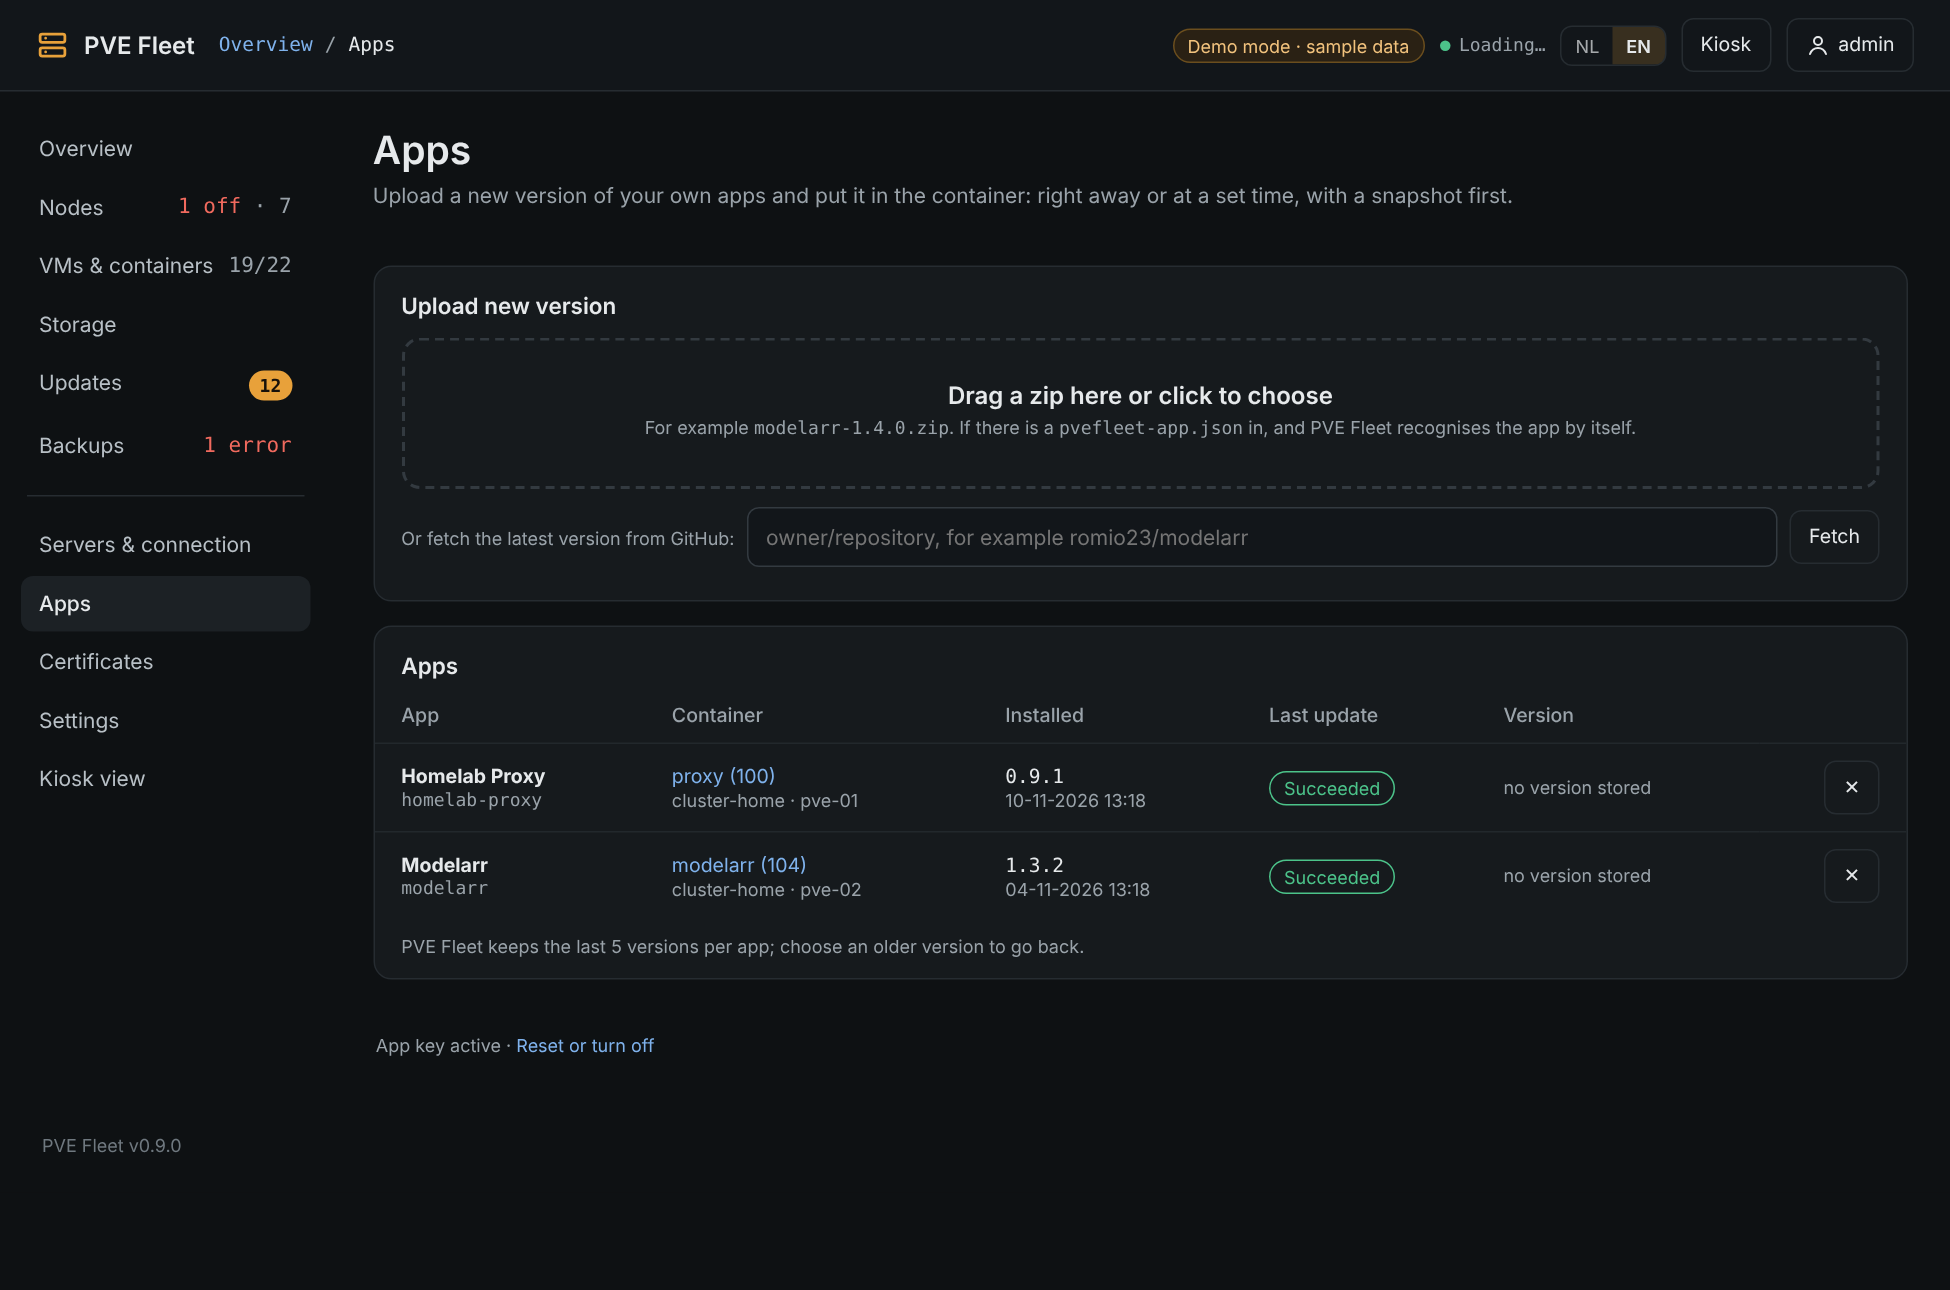 PVE Fleet Overview / Apps Demo mode · sample data Loading… NL EN Kiosk admin
Overview
Nodes 1 off · 7
VMs & containers 19/22
Storage
Updates 12
Backups 1 error
Servers & connection
Apps
Certificates
Settings
Kiosk view
PVE Fleet v0.9.0
Apps
Upload a new version of your own apps and put it in the container: right away or at a set time, with a snapshot first.
Upload new version
Drag a zip here or click to choose
For example modelarr-1.4.0.zip. If there is a pvefleet-app.json in, and PVE Fleet recognises the app by itself.
Or fetch the latest version from GitHub: owner/repository, for example romio23/modelarr Fetch
Apps
App Container Installed Last update Version
Homelab Proxy proxy (100) 0.9.1 Succeeded no version stored ×
homelab-proxy cluster-home · pve-01 10-11-2026 13:18
Modelarr modelarr (104) 1.3.2 Succeeded no version stored ×
modelarr cluster-home · pve-02 04-11-2026 13:18
PVE Fleet keeps the last 5 versions per app; choose an older version to go back.
App key active · Reset or turn off